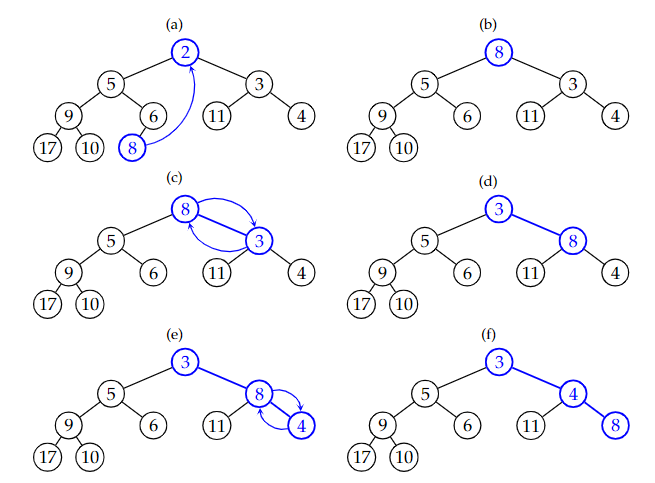 (a) (b)
2 8
5 3 5 3
9 6 11 4 9 6 11 4
17 10 8 17 10
(c) (d)
8 3
5 3 5 8
9 6 11 4 9 6 11 4
17 10 17 10
(e) (f)
3 3
5 8 5 4
9 6 11 4 9 6 11 8
17 10 17 10